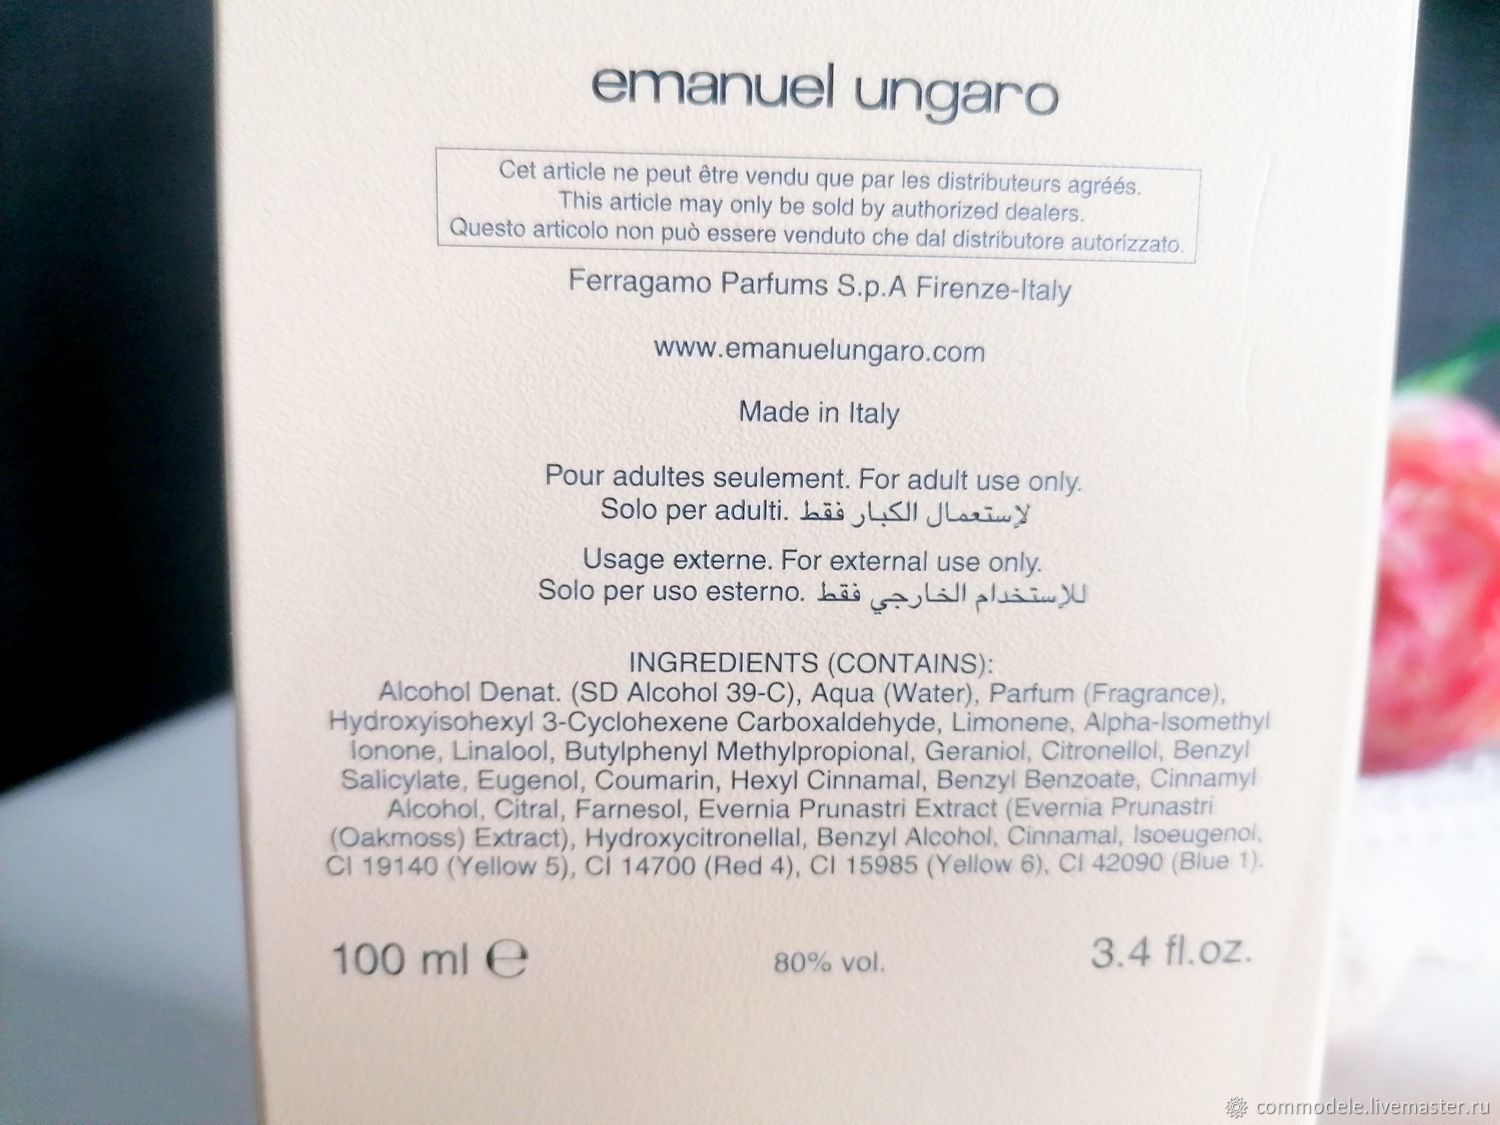 emanuel ungaro
Cet article ne peut être vendu que par les distributeurs agréés.
This article may only be sold by authorized dealers.
Questo articolo non può essere venduto che dal distributore autorizzato.
Ferragamo Parfums S.p.A Firenze-Italy
www.emanuelungaro.com
Made in Italy
Pour adultes seulement. For adult use only.
Solo per adulti. لإستعمال الكبار فقط
Usage externe. For external use only.
Solo per uso esterno. للإستخدام الخارجي فقط
INGREDIENTS (CONTAINS):
Alcohol Denat. (SD Alcohol 39-C), Aqua (Water), Parfum (Fragrance),
Hydroxyisohexyl 3-Cyclohexene Carboxaldehyde, Limonene, Alpha-Isomethyl
Ionone, Linalool, Butylphenyl Methylpropional, Geraniol, Citronellol, Benzyl
Salicylate, Eugenol, Coumarin, Hexyl Cinnamal, Benzyl Benzoate, Cinnamyl
Alcohol, Citral, Farnesol, Evernia Prunastri Extract (Evernia Prunastri
(Oakmoss) Extract), Hydroxycitronellal, Benzyl Alcohol, Cinnamal, Isoeugenol,
CI 19140 (Yellow 5), CI 14700 (Red 4), CI 15985 (Yellow 6), CI 42090 (Blue 1).
100 ml ℮ 80% vol. 3.4 fl.oz.
commodele.livemaster.ru